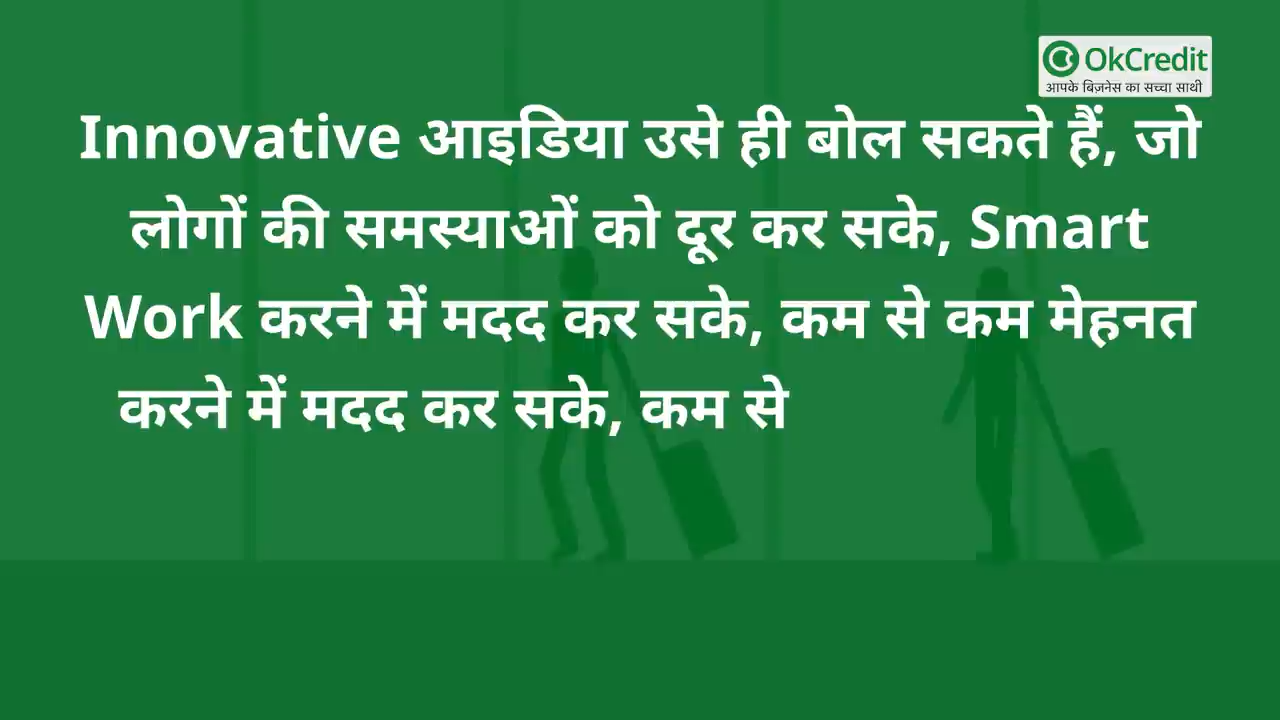 OkCredit
आपके बिज़नेस का सच्चा साथी
Innovative आइडिया उसे ही बोल सकते हैं, जो
लोगों की समस्याओं को दूर कर सके, Smart
Work करने में मदद कर सके, कम से कम मेहनत
करने में मदद कर सके, कम से